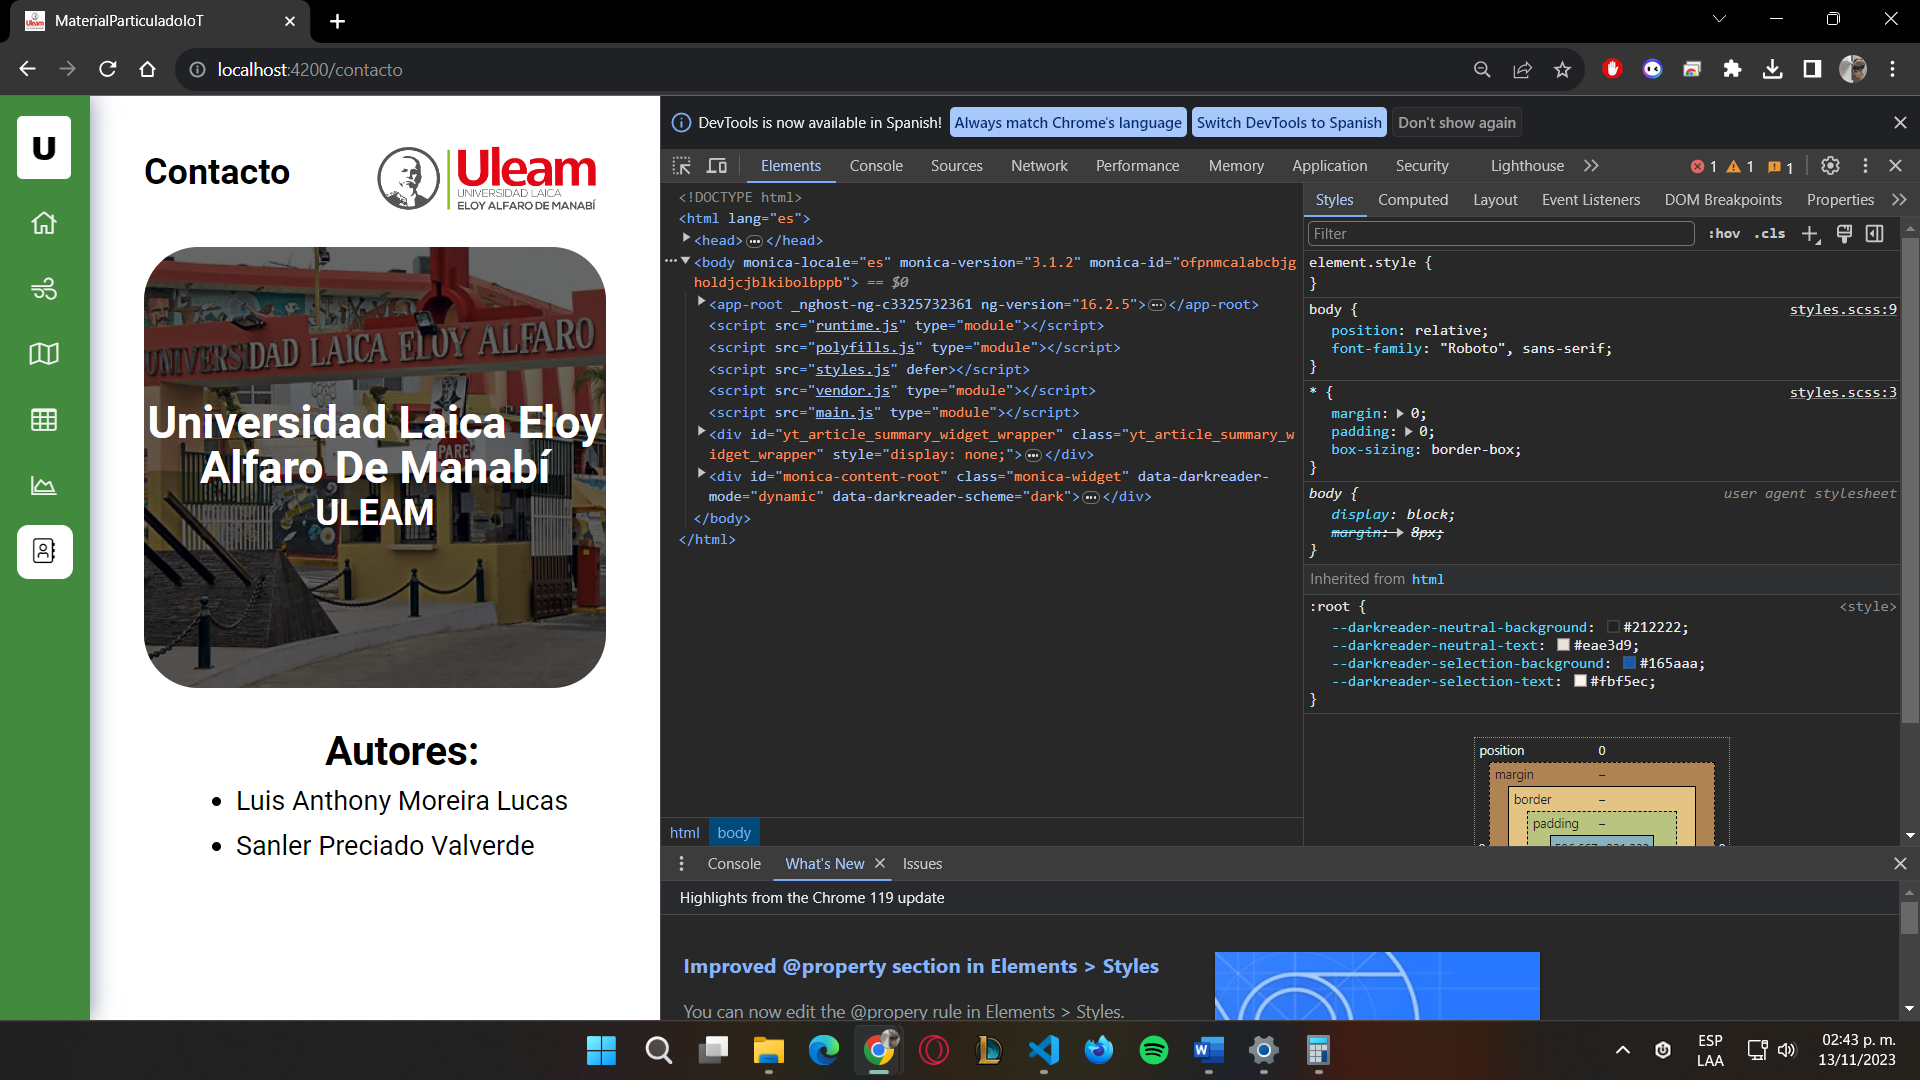 MaterialParticuladoIoT
localhost:4200/contacto
U
Contacto
Uleam
UNIVERSIDAD LAICA
ELOY ALFARO DE MANABÍ
UNIVERSIDAD LAICA ELOY ALFARO
PARE
Universidad Laica Eloy
Alfaro De Manabí
ULEAM
Autores:
• Luis Anthony Moreira Lucas
• Sanler Preciado Valverde
DevTools is now available in Spanish! Always match Chrome's language Switch DevTools to Spanish Don't show again
Elements Console Sources Network Performance Memory Application Security Lighthouse 1 1 1
<!DOCTYPE html>
<html lang="es">
<head> ••• </head>
••• <body monica-locale="es" monica-version="3.1.2" monica-id="ofpnmcalabcbjg
holdjcjblkibolbppb"> == $0
<app-root _nghost-ng-c3325732361 ng-version="16.2.5"> ••• </app-root>
<script src="runtime.js" type="module"></script>
<script src="polyfills.js" type="module"></script>
<script src="styles.js" defer></script>
<script src="vendor.js" type="module"></script>
<script src="main.js" type="module"></script>
<div id="yt_article_summary_widget_wrapper" class="yt_article_summary_w
idget_wrapper" style="display: none;"> ••• </div>
<div id="monica-content-root" class="monica-widget" data-darkreader-
mode="dynamic" data-darkreader-scheme="dark"> ••• </div>
</body>
</html>
html body
Styles Computed Layout Event Listeners DOM Breakpoints Properties
Filter :hov .cls
element.style {
}
body { styles.scss:9
position: relative;
font-family: "Roboto", sans-serif;
}
* { styles.scss:3
margin: 0;
padding: 0;
box-sizing: border-box;
}
body { user agent stylesheet
display: block;
margin: 8px;
}
Inherited from html
:root { <style>
--darkreader-neutral-background: #212222;
--darkreader-neutral-text: #eae3d9;
--darkreader-selection-background: #165aaa;
--darkreader-selection-text: #fbf5ec;
}
position 0
margin –
border –
padding –
Console What's New Issues
Highlights from the Chrome 119 update
Improved @property section in Elements > Styles
You can now edit the @propery rule in Elements > Styles.
ESP
LAA
02:43 p. m.
13/11/2023